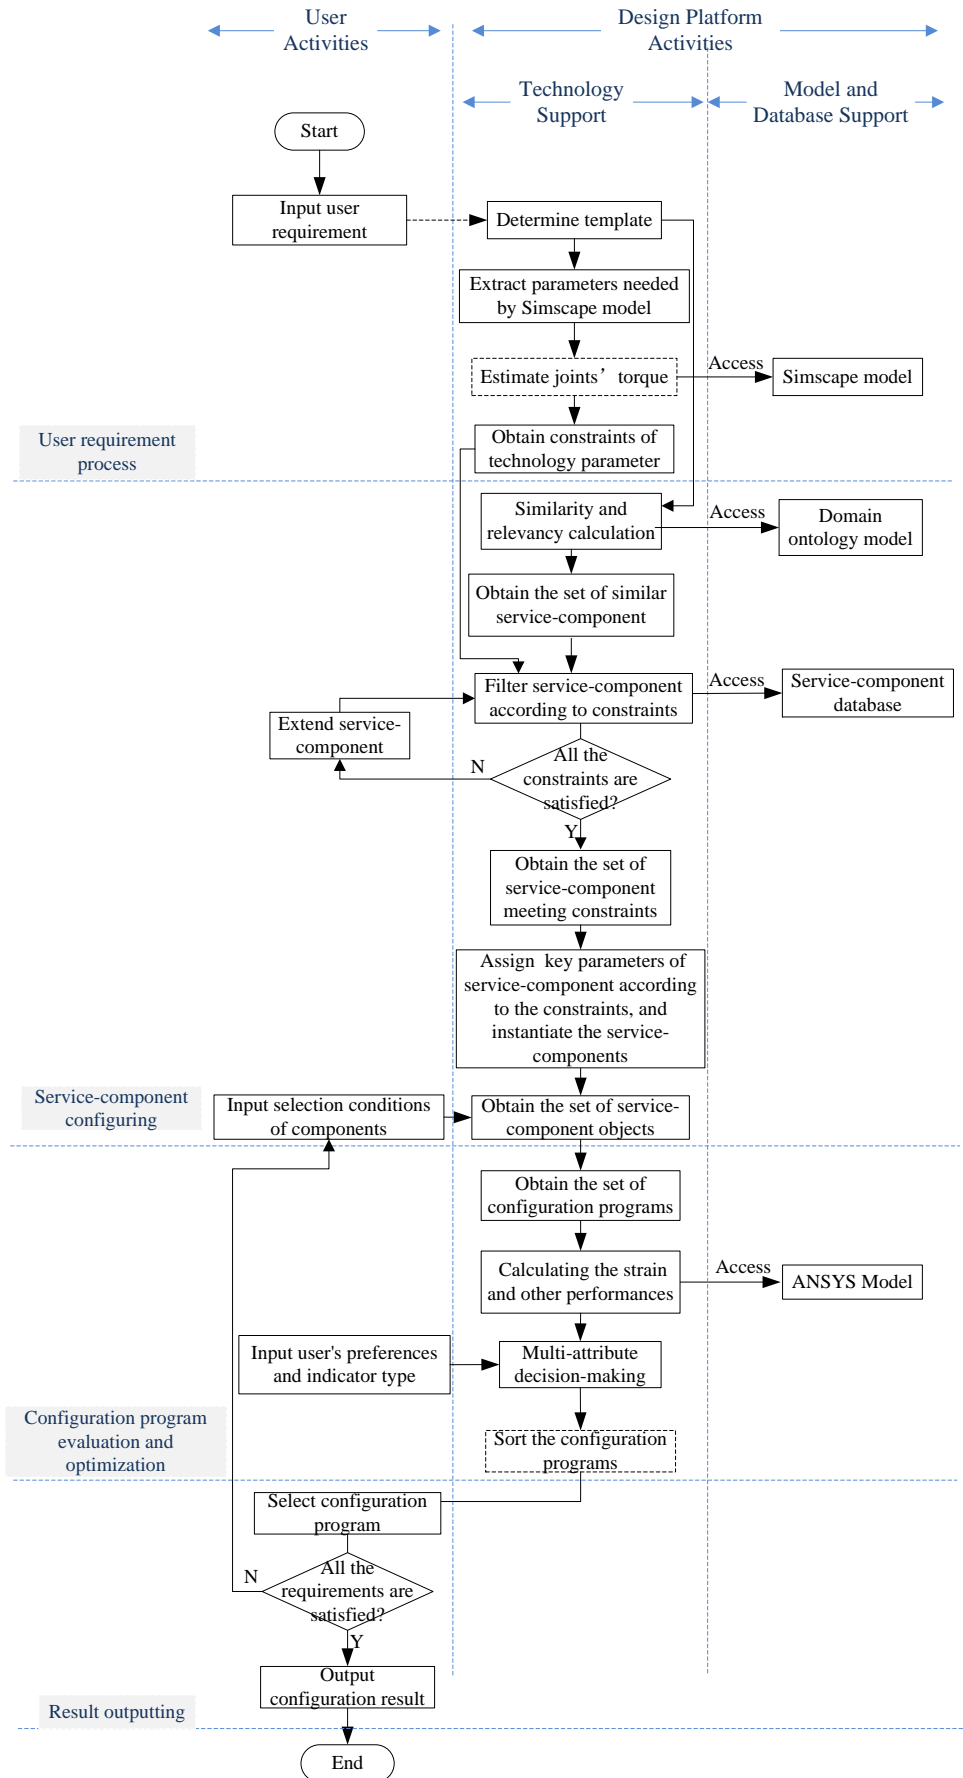 User
Activities
Design Platform
Activities
Technology
Support
Model and
Database Support
Start
Input user
requirement
Determine template
Extract parameters needed
by Simscape model
Estimate joints’ torque
Access
Simscape model
Obtain constraints of
technology parameter
User requirement
process
Similarity and
relevancy calculation
Access
Domain
ontology model
Obtain the set of similar
service-component
Filter service-component
according to constraints
Access
Service-component
database
Extend service-
component
N
All the
constraints are
satisfied?
Y
Obtain the set of
service-component
meeting constraints
Assign key parameters of
service-component according
to the constraints, and
instantiate the service-
components
Service-component
configuring
Input selection conditions
of components
Obtain the set of service-
component objects
Obtain the set of
configuration programs
Calculating the strain
and other performances
Access
ANSYS Model
Input user's preferences
and indicator type
Multi-attribute
decision-making
Configuration program
evaluation and
optimization
Sort the configuration
programs
Select configuration
program
N
All the
requirements are
satisfied?
Y
Output
configuration result
Result outputting
End